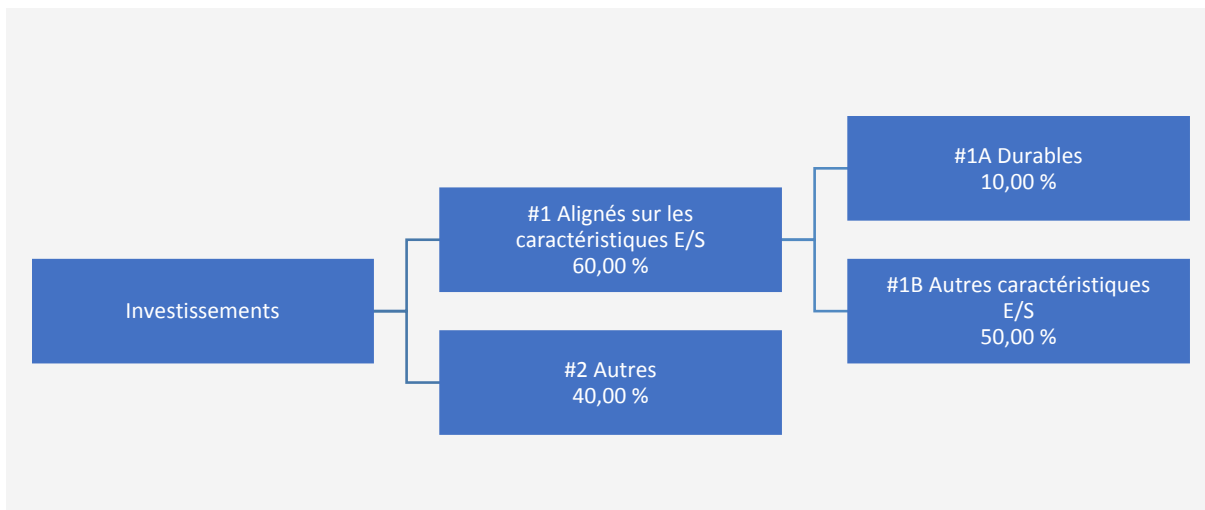 Investissements
#1 Alignés sur les
caractéristiques E/S
60,00 %
#2 Autres
40,00 %
#1A Durables
10,00 %
#1B Autres caractéristiques
E/S
50,00 %